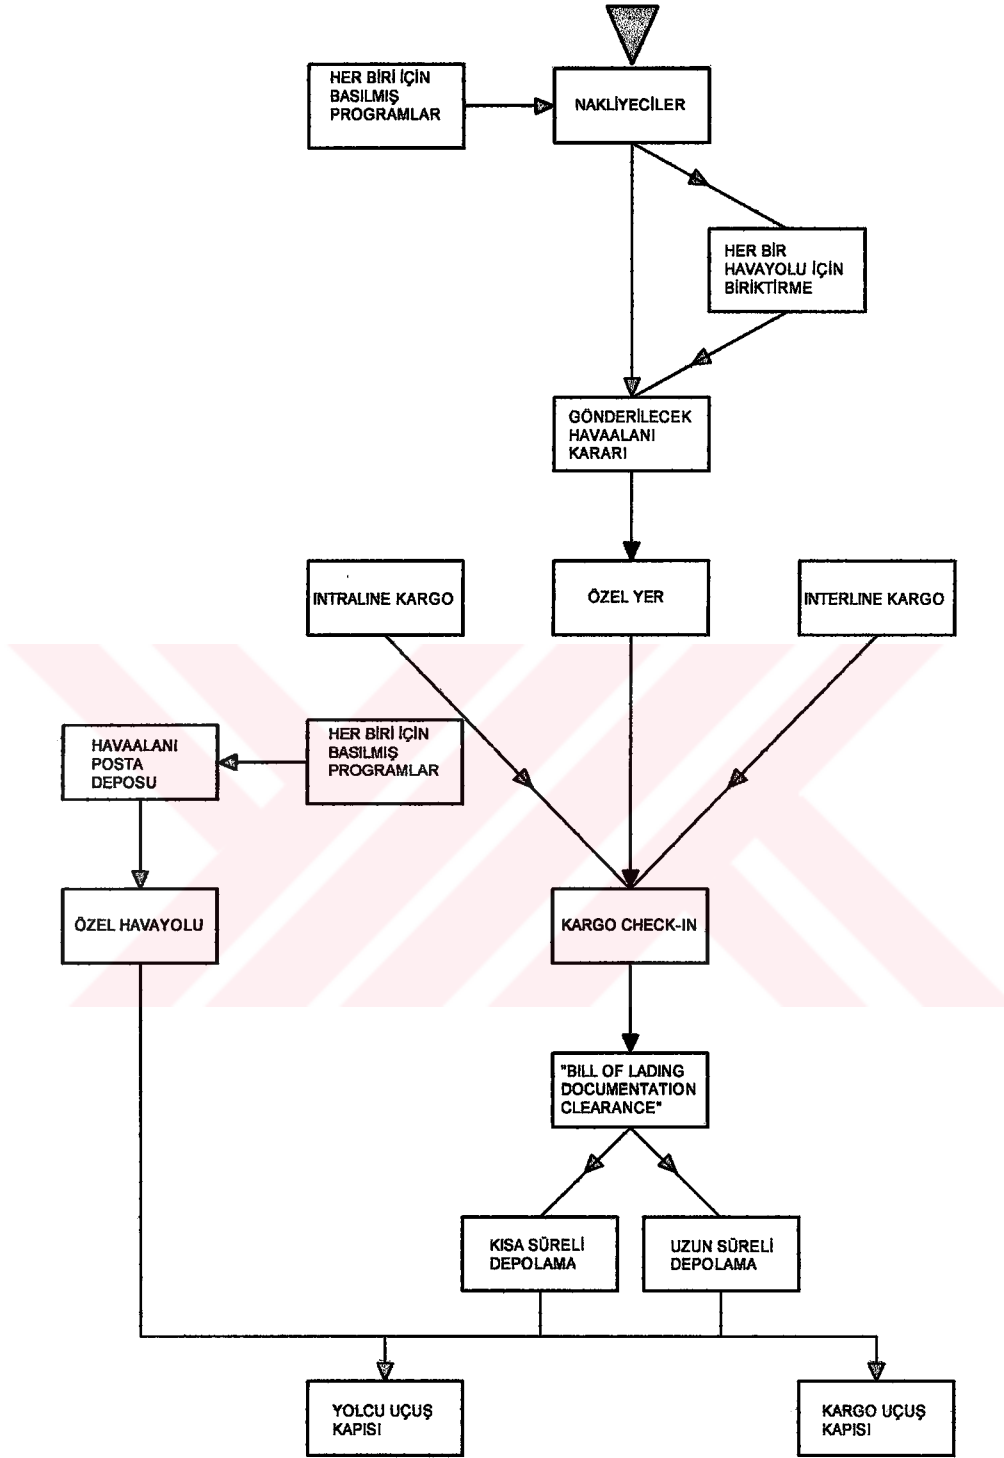 HER BİRİ İÇİN
BASILMIŞ
PROGRAMLAR
NAKLİYECİLER
HER BİR
HAVAYOLU İÇİN
BİRİKTİRME
GÖNDERİLECEK
HAVAALANI
KARARI
INTRALINE KARGO
ÖZEL YER
INTERLINE KARGO
HAVAALANI
POSTA
DEPOSU
HER BİRİ İÇİN
BASILMIŞ
PROGRAMLAR
ÖZEL HAVAYOLU
KARGO CHECK-IN
"BILL OF LADING
DOCUMENTATION
CLEARANCE"
KISA SÜRELİ
DEPOLAMA
UZUN SÜRELİ
DEPOLAMA
YOLCU UÇUŞ
KAPISI
KARGO UÇUŞ
KAPISI